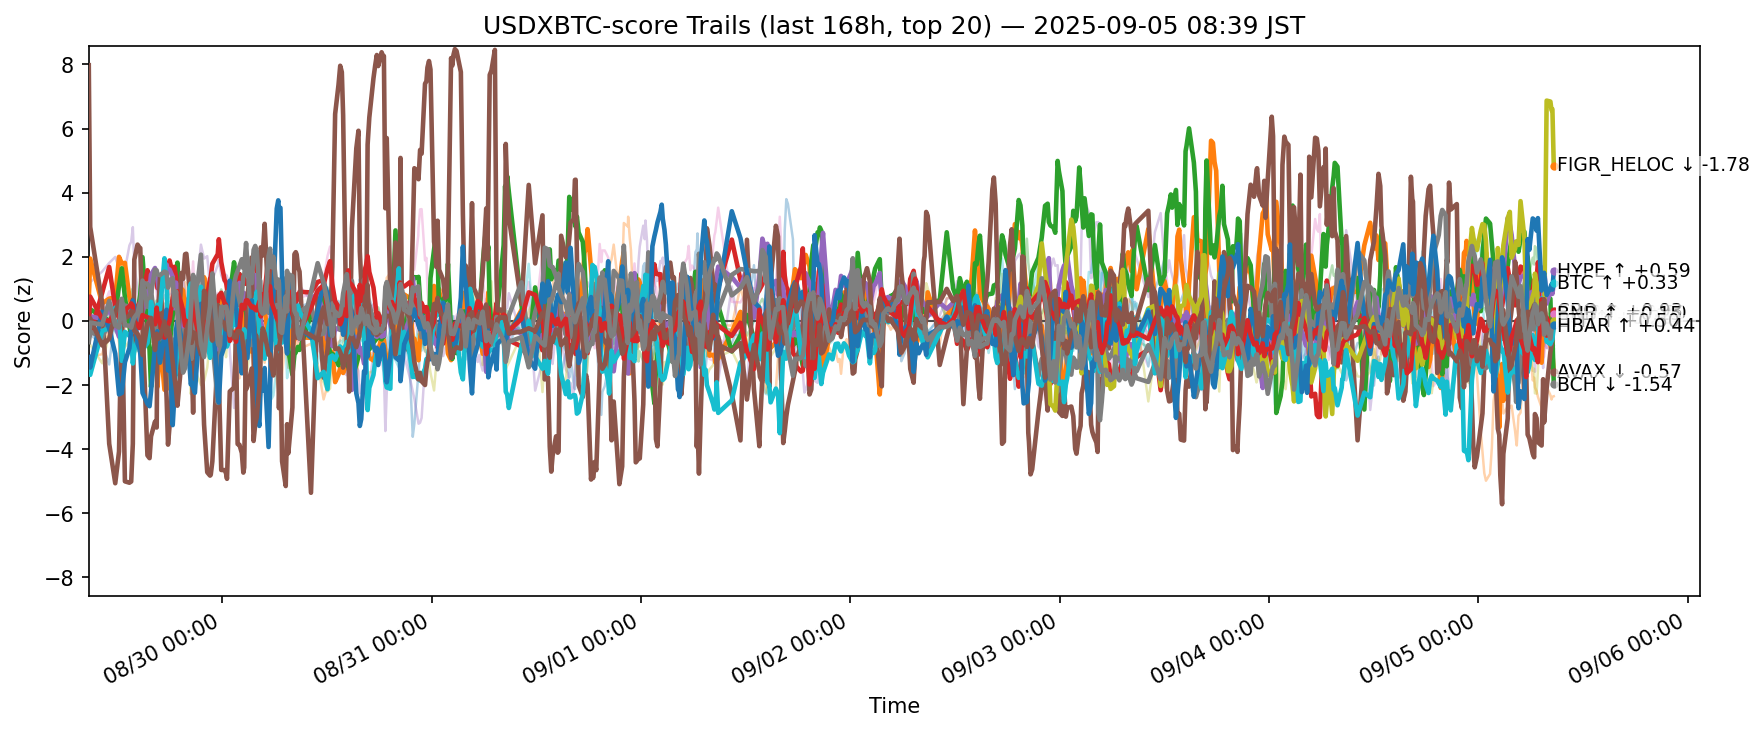 USDXBTC-score Trails (last 168h, top 20) — 2025-09-05 08:39 JST
Score (z)
8
6
4
2
0
−2
−4
−6
−8
FIGR_HELOC ↓ -1.78
HYPE ↑ +0.59
BTC ↑ +0.33
HBAR ↑ +0.44
AVAX ↓ -0.57
BCH ↓ -1.54
08/30 00:00
08/31 00:00
09/01 00:00
09/02 00:00
09/03 00:00
09/04 00:00
09/05 00:00
09/06 00:00
Time